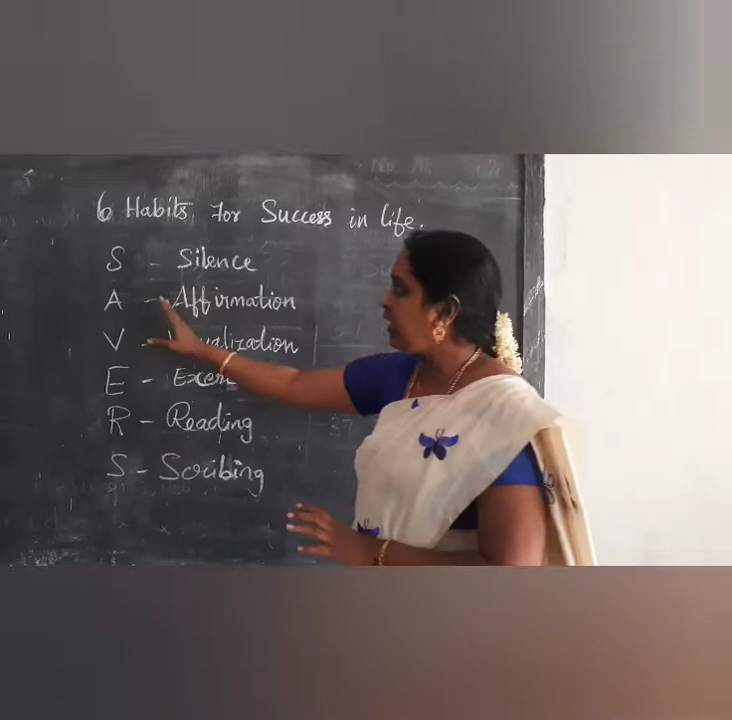 6 Habits for Success in life.
S - Silence
A - Affirmation
V -
E -
R - Reading
S - Scribing